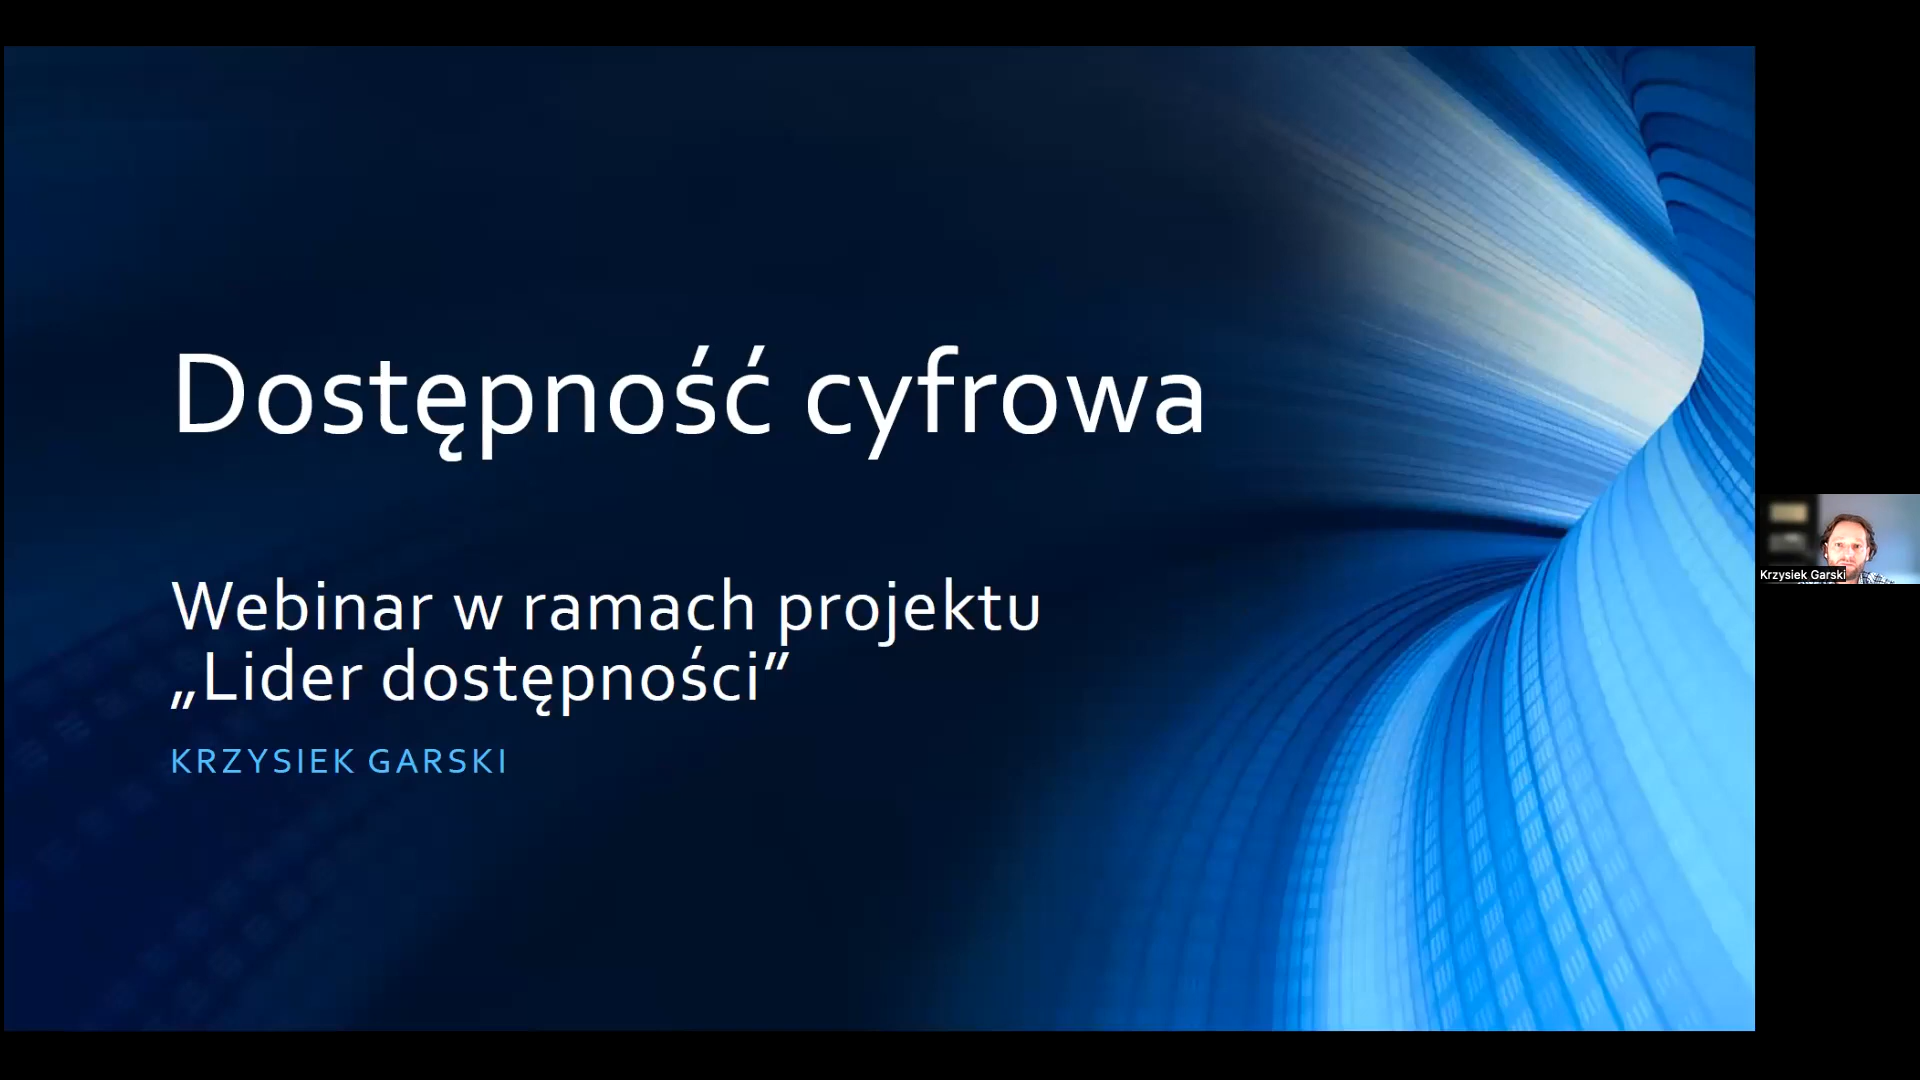 Dostępność cyfrowa
Webinar w ramach projektu
„Lider dostępności”
KRZYSIEK GARSKI
Krzysiek Garski